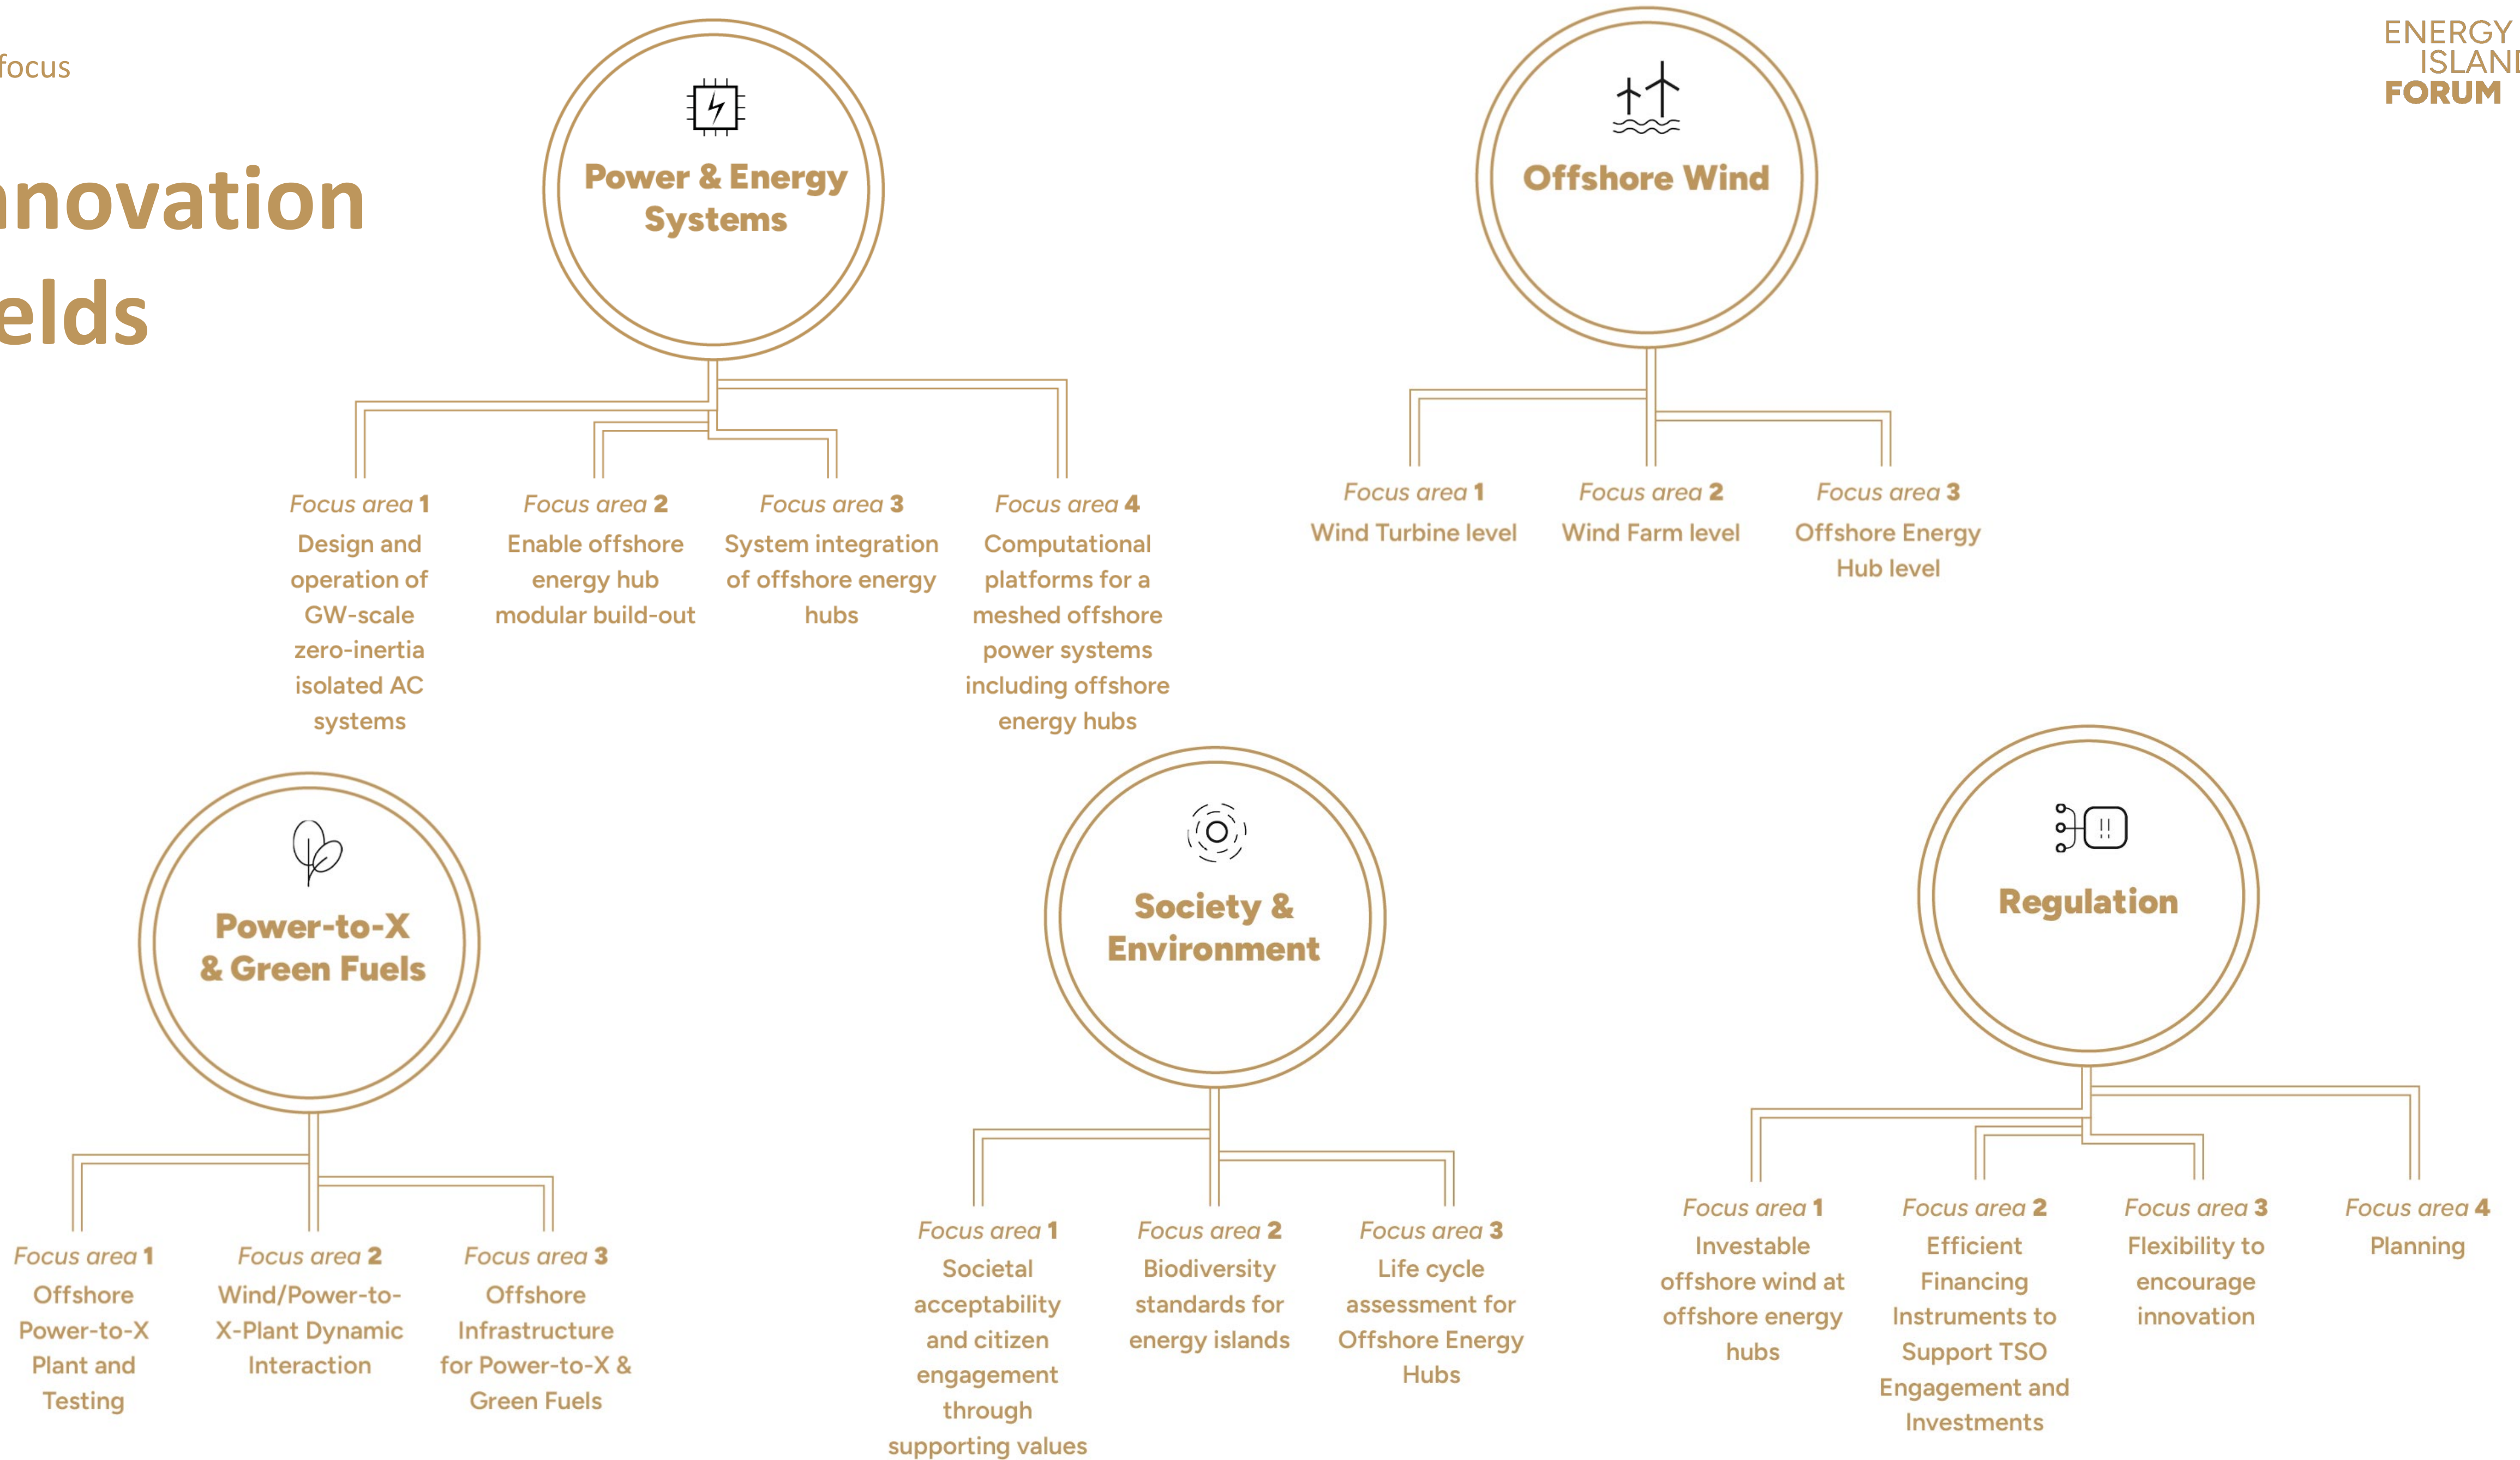 focus
nnovation
elds
ENERGY
ISLAND
FORUM
Power & Energy
Systems
Focus area 1
Design and
operation of
GW-scale
zero-inertia
isolated AC
systems
Focus area 2
Enable offshore
energy hub
modular build-out
Focus area 3
System integration
of offshore energy
hubs
Focus area 4
Computational
platforms for a
meshed offshore
power systems
including offshore
energy hubs
Offshore Wind
Focus area 1
Wind Turbine level
Focus area 2
Wind Farm level
Focus area 3
Offshore Energy
Hub level
Power-to-X
& Green Fuels
Focus area 1
Offshore
Power-to-X
Plant and
Testing
Focus area 2
Wind/Power-to-
X-Plant Dynamic
Interaction
Focus area 3
Offshore
Infrastructure
for Power-to-X &
Green Fuels
Society &
Environment
Focus area 1
Societal
acceptability
and citizen
engagement
through
supporting values
Focus area 2
Biodiversity
standards for
energy islands
Focus area 3
Life cycle
assessment for
Offshore Energy
Hubs
Regulation
Focus area 1
Investable
offshore wind at
offshore energy
hubs
Focus area 2
Efficient
Financing
Instruments to
Support TSO
Engagement and
Investments
Focus area 3
Flexibility to
encourage
innovation
Focus area 4
Planning